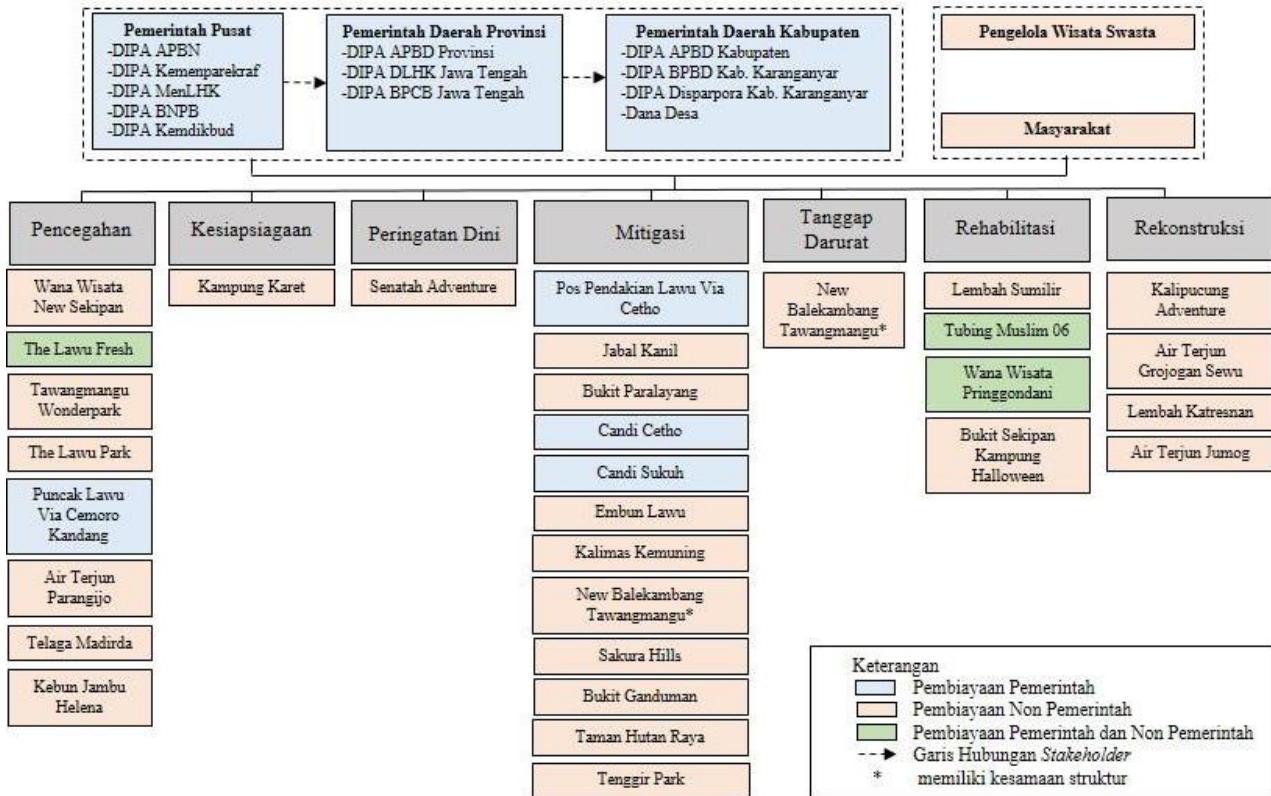 Pemerintah Pusat
-DIPA APBN
-DIPA Kemenparekraf
-DIPA MenLHK
-DIPA BNPB
-DIPA Kemdikbud
Pemerintah Daerah Provinsi
-DIPA APBD Provinsi
-DIPA DLHK Jawa Tengah
-DIPA BPCB Jawa Tengah
Pemerintah Daerah Kabupaten
-DIPA APBD Kabupaten
-DIPA BPBD Kab. Karanganyar
-DIPA Disparpora Kab. Karanganyar
-Dana Desa
Pengelola Wisata Swasta
Masyarakat
Pencegahan
Wana Wisata
New Sekipan
The Lawu Fresh
Tawangmangu
Wonderpark
The Lawu Park
Puncak Lawu
Via Cemoro
Kandang
Air Terjun
Parangijo
Telaga Madirda
Kebun Jambu
Helena
Kesiapsiagaan
Kampung Karet
Peringatan Dini
Senatah Adventure
Mitigasi
Pos Pendakian Lawu Via
Cetho
Jabal Kanil
Bukit Paralayang
Candi Cetho
Candi Sukuh
Embun Lawu
Kalimas Kemuning
New Balekambang
Tawangmangu*
Sakura Hills
Bukit Ganduman
Taman Hutan Raya
Tenggir Park
Tanggap
Darurat
New
Balekambang
Tawangmangu*
Rehabilitasi
Lembah Sumilir
Tubing Muslim 06
Wana Wisata
Pringgondani
Bukit Sekipan
Kampung
Halloween
Rekonstruksi
Kalipucung
Adventure
Air Terjun
Grojogan Sewu
Lembah Katresnan
Air Terjun Jumog
Keterangan
Pembiayaan Pemerintah
Pembiayaan Non Pemerintah
Pembiayaan Pemerintah dan Non Pemerintah
Garis Hubungan Stakeholder
* memiliki kesamaan struktur